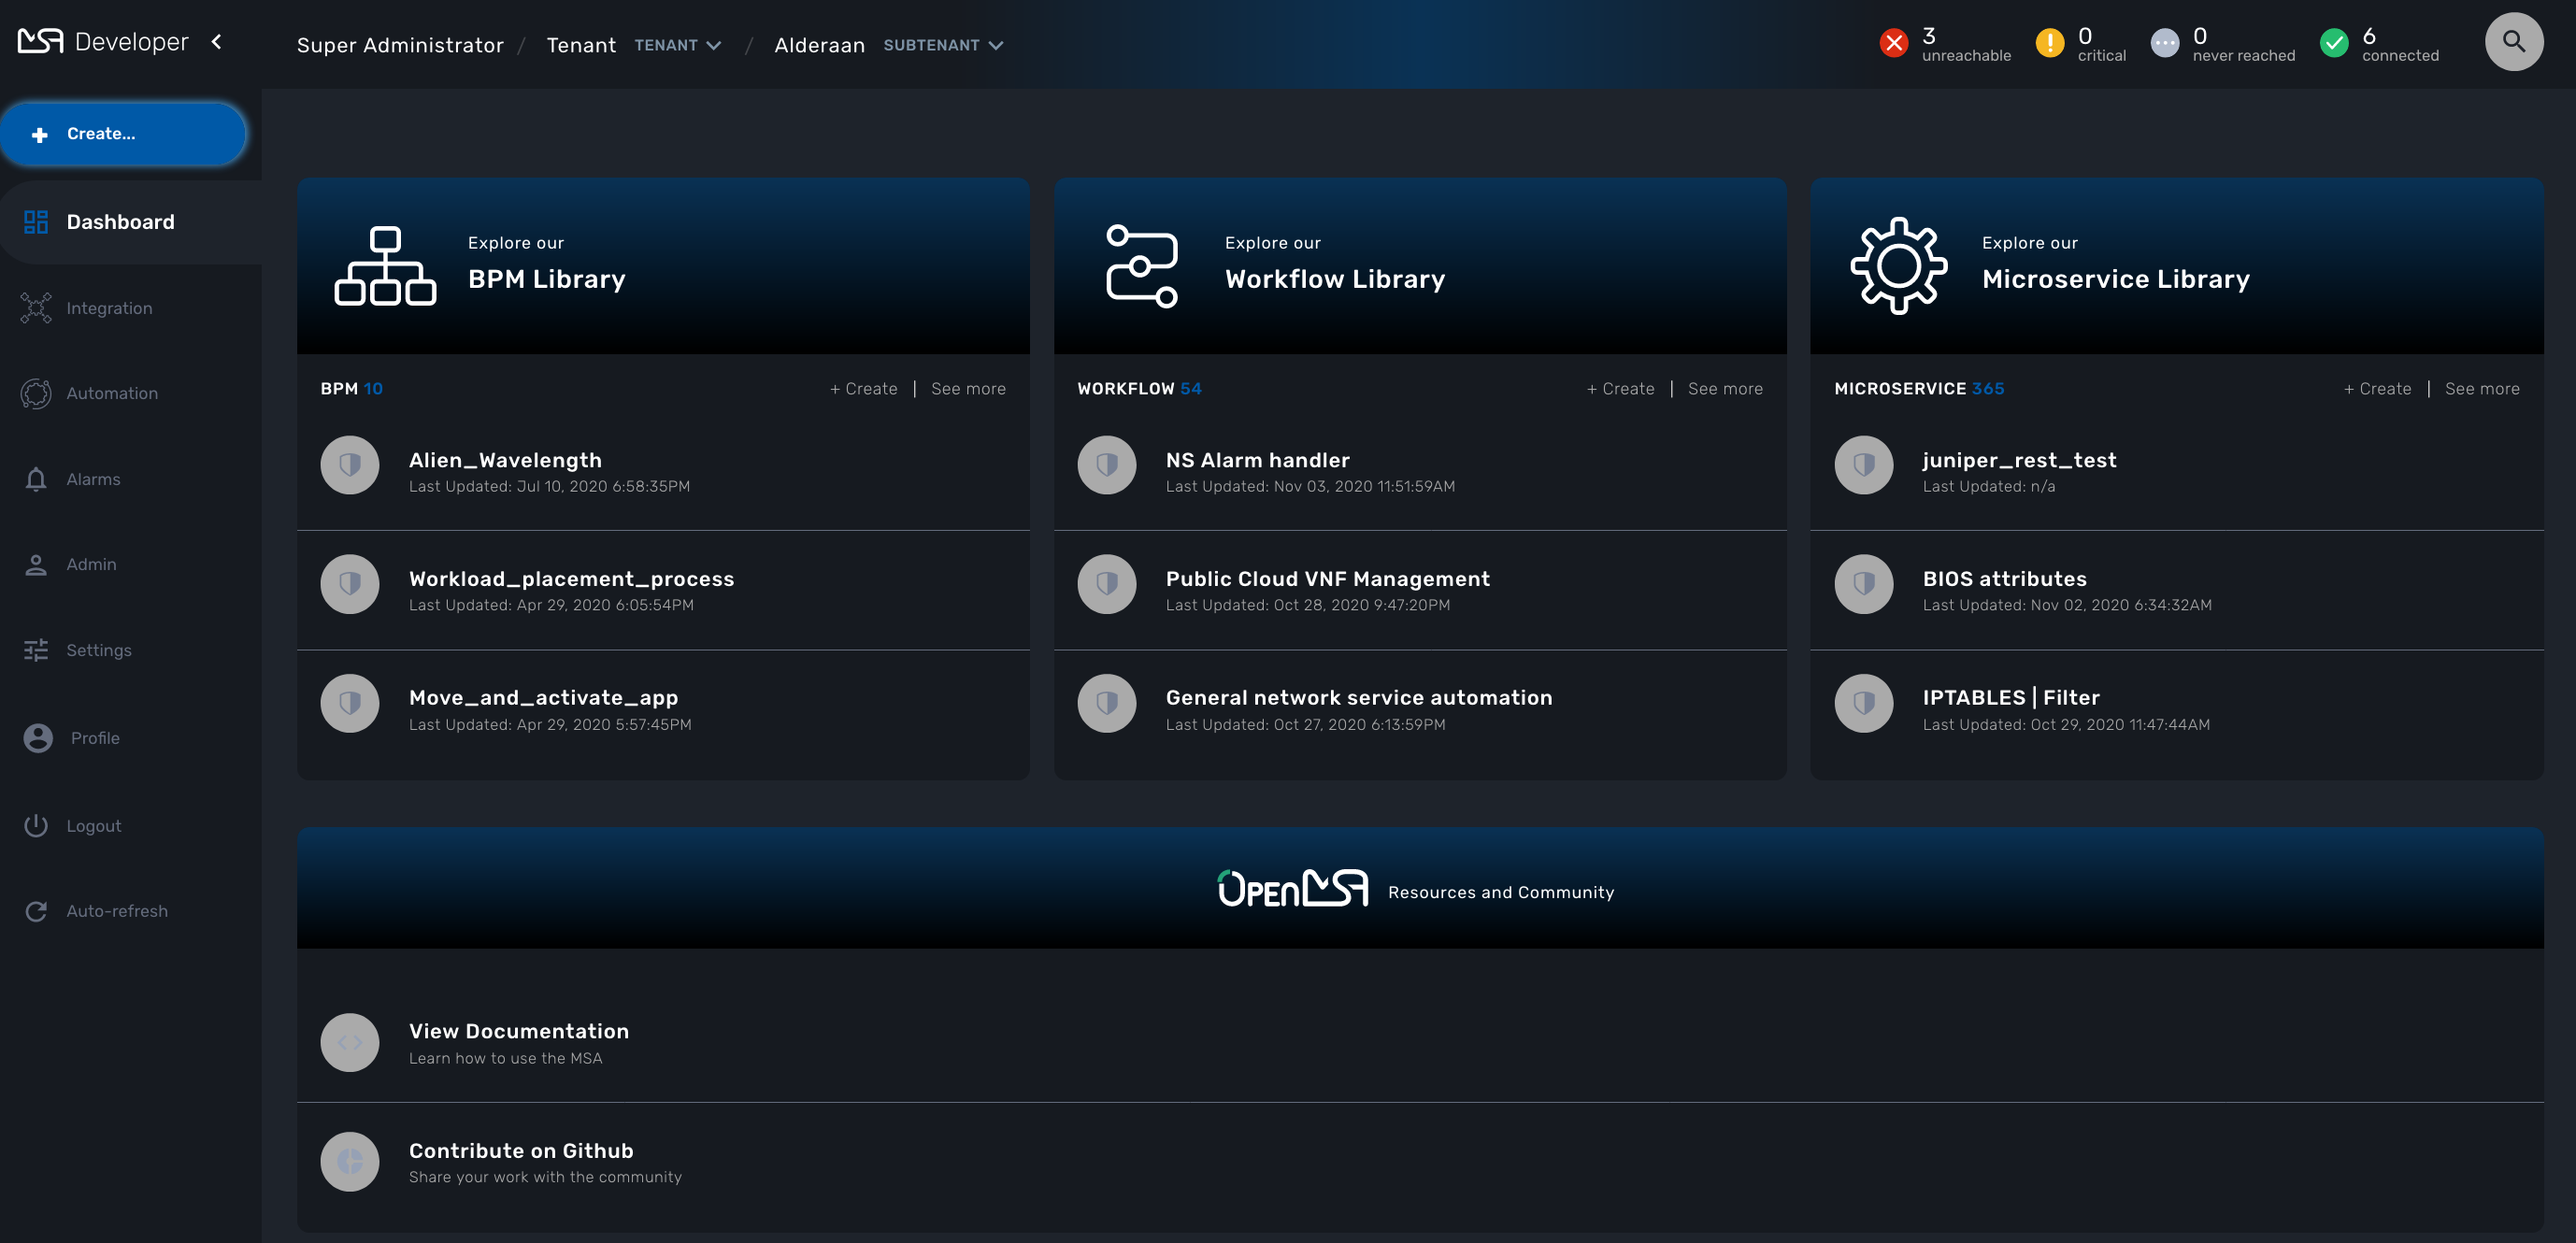 MSA Developer
Super Administrator / Tenant TENANT / Alderaan SUBTENANT
3 unreachable
0 critical
0 never reached
6 connected
+ Create...
Dashboard
Integration
Automation
Alarms
Admin
Settings
Profile
Logout
Auto-refresh
Explore our
BPM Library
BPM 10 + Create | See more
Alien_Wavelength
Last Updated: Jul 10, 2020 6:58:35PM
Workload_placement_process
Last Updated: Apr 29, 2020 6:05:54PM
Move_and_activate_app
Last Updated: Apr 29, 2020 5:57:45PM
Explore our
Workflow Library
WORKFLOW 54 + Create | See more
NS Alarm handler
Last Updated: Nov 03, 2020 11:51:59AM
Public Cloud VNF Management
Last Updated: Oct 28, 2020 9:47:20PM
General network service automation
Last Updated: Oct 27, 2020 6:13:59PM
Explore our
Microservice Library
MICROSERVICE 365 + Create | See more
juniper_rest_test
Last Updated: n/a
BIOS attributes
Last Updated: Nov 02, 2020 6:34:32AM
IPTABLES | Filter
Last Updated: Oct 29, 2020 11:47:44AM
OPENMSA Resources and Community
View Documentation
Learn how to use the MSA
Contribute on Github
Share your work with the community